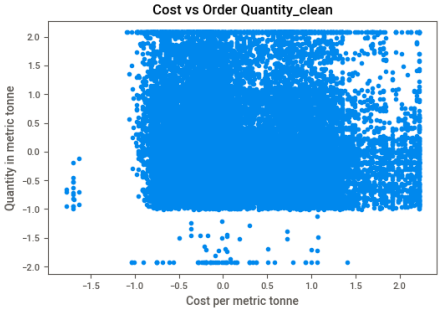 Cost vs Order Quantity_clean
2.0
1.5
1.0
0.5
0.0
−0.5
−1.0
−1.5
−2.0
Quantity in metric tonne
−1.5 −1.0 −0.5 0.0 0.5 1.0 1.5 2.0
Cost per metric tonne